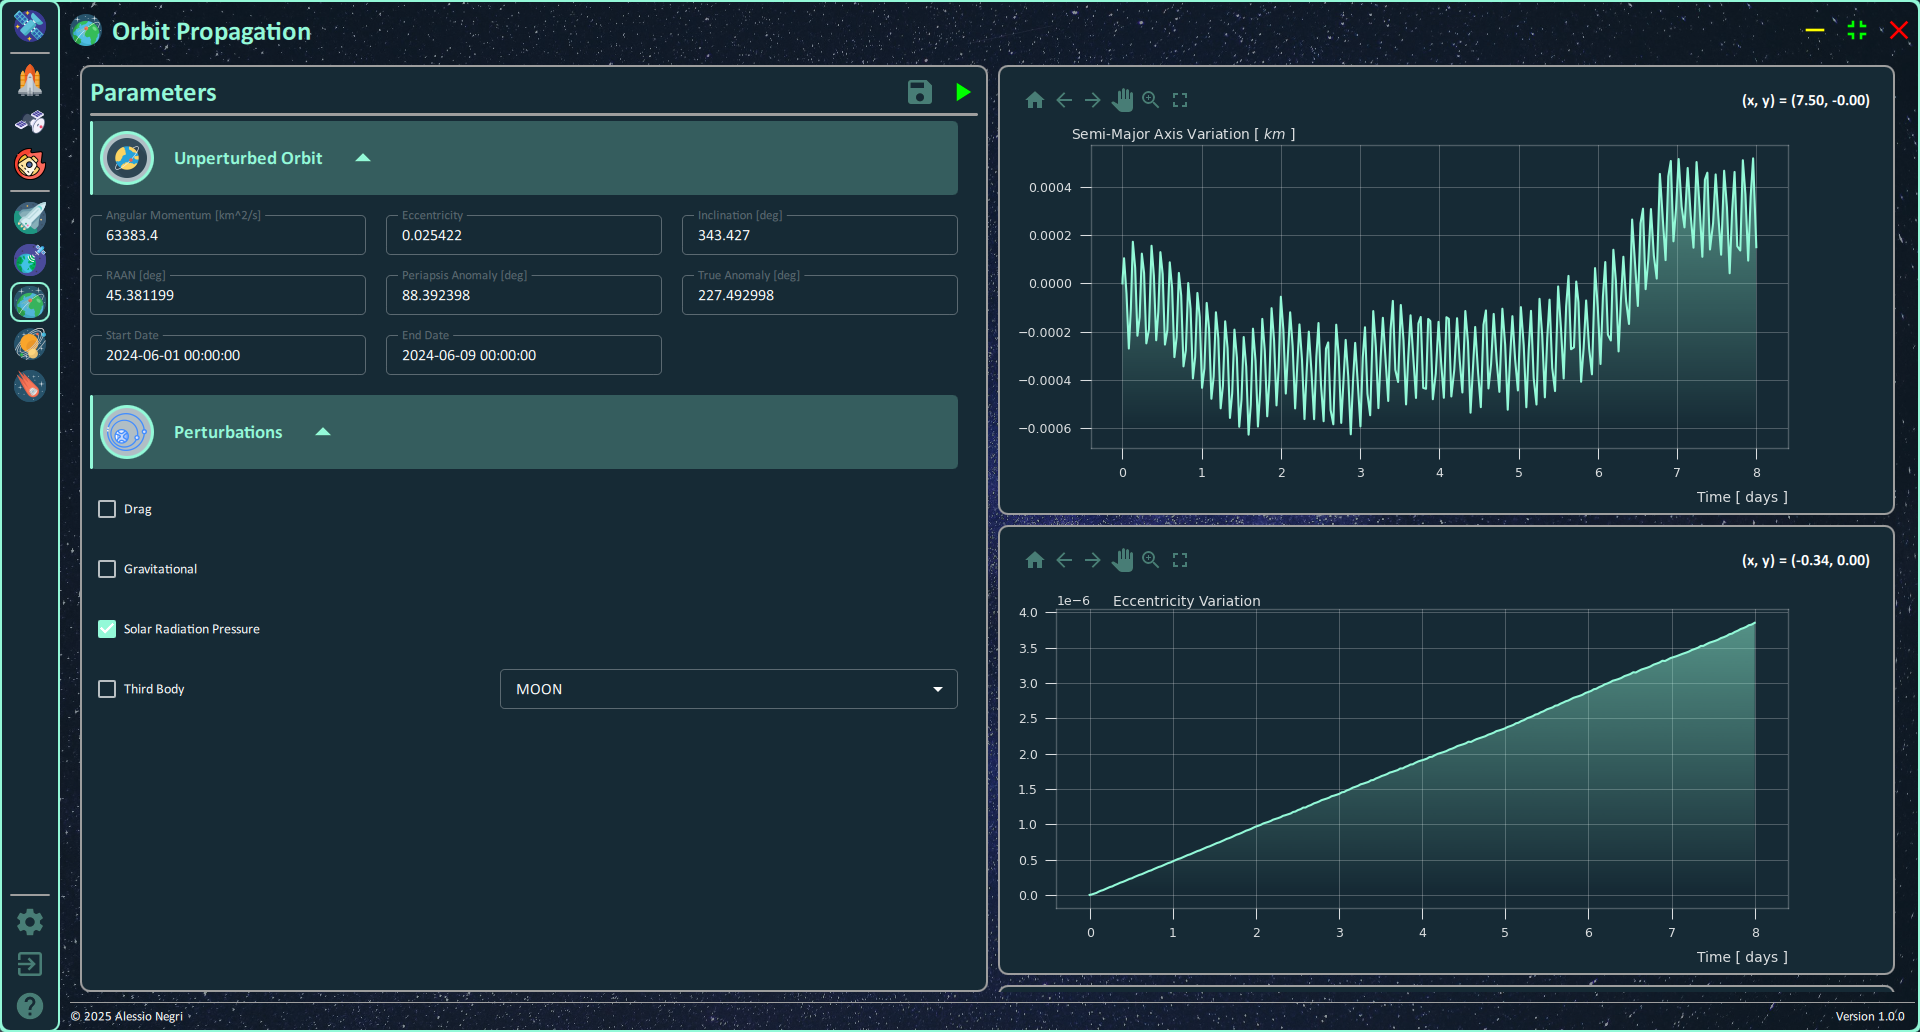 Orbit Propagation
Parameters
Unperturbed Orbit
Angular Momentum [km^2/s]
63383.4
Eccentricity
0.025422
Inclination [deg]
343.427
RAAN [deg]
45.381199
Periapsis Anomaly [deg]
88.392398
True Anomaly [deg]
227.492998
Start Date
2024-06-01 00:00:00
End Date
2024-06-09 00:00:00
Perturbations
Drag
Gravitational
Solar Radiation Pressure
Third Body
MOON
(x, y) = (7.50, -0.00)
Semi-Major Axis Variation [ km ]
0.0004
0.0002
0.0000
−0.0002
−0.0004
−0.0006
0 1 2 3 4 5 6 7 8
Time [ days ]
(x, y) = (-0.34, 0.00)
1e−6 Eccentricity Variation
4.0
3.5
3.0
2.5
2.0
1.5
1.0
0.5
0.0
0 1 2 3 4 5 6 7 8
Time [ days ]
© 2025 Alessio Negri
Version 1.0.0